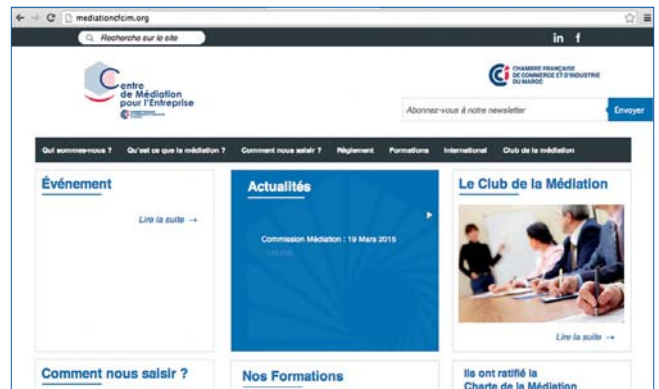 mediationcfcim.org
Recherche sur le site
in f
Centre
de Médiation
pour l'Entreprise
CHAMBRE FRANÇAISE
DE COMMERCE ET D'INDUSTRIE
DU MAROC
Abonnez-vous à notre newsletter
Envoyer
Qui sommes-nous ? Qu'est ce que la médiation ? Comment nous saisir ? Règlement Formations International Club de la médiation
Événement
Lire la suite →
Actualités
Commission Médiation : 19 Mars 2015
Le Club de la Médiation
Lire la suite →
Comment nous saisir ?
Nos Formations
Ils ont ratifié la
Charte de la Médiation